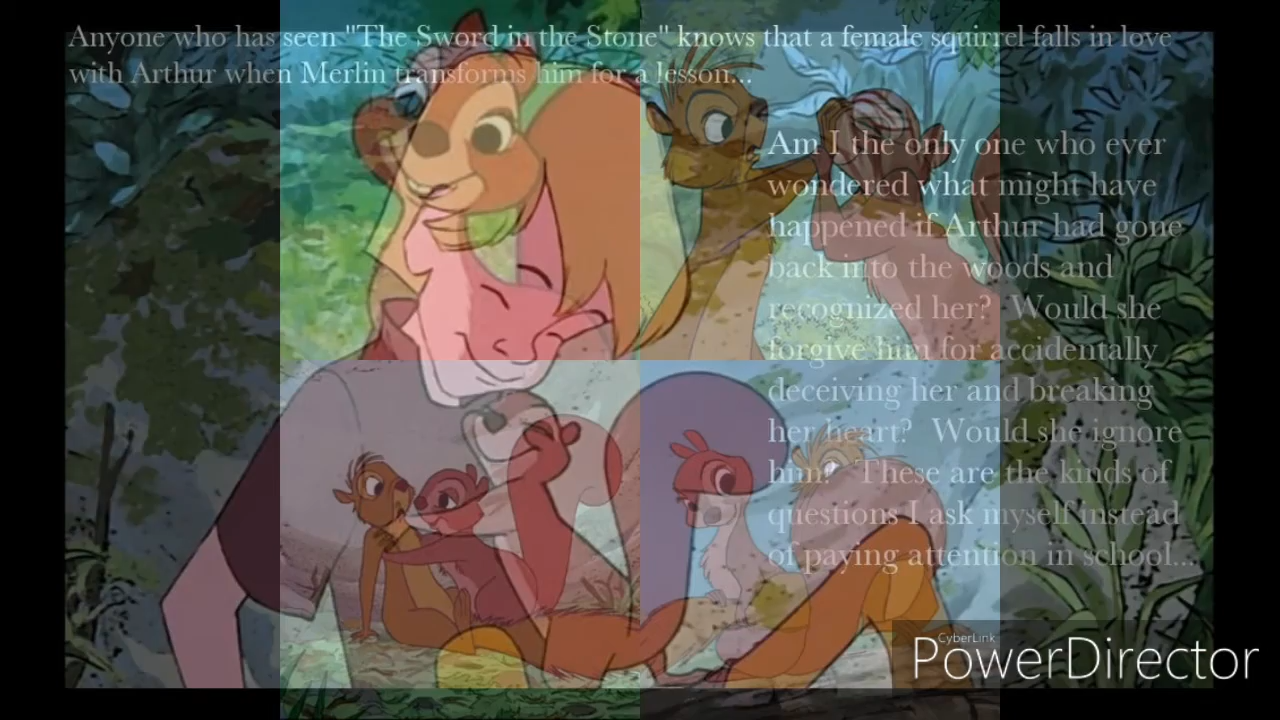 Anyone who has seen "The Sword in the Stone" knows that a female squirrel falls in love
with Arthur when Merlin transforms him for a lesson...
Am I the only one who ever
wondered what might have
happened if Arthur had gone
back into the woods and
recognized her? Would she
forgive him for accidentally
deceiving her and breaking
her heart? Would she ignore
him? These are the kinds of
questions I ask myself instead
of paying attention in school...
CyberLink
PowerDirector